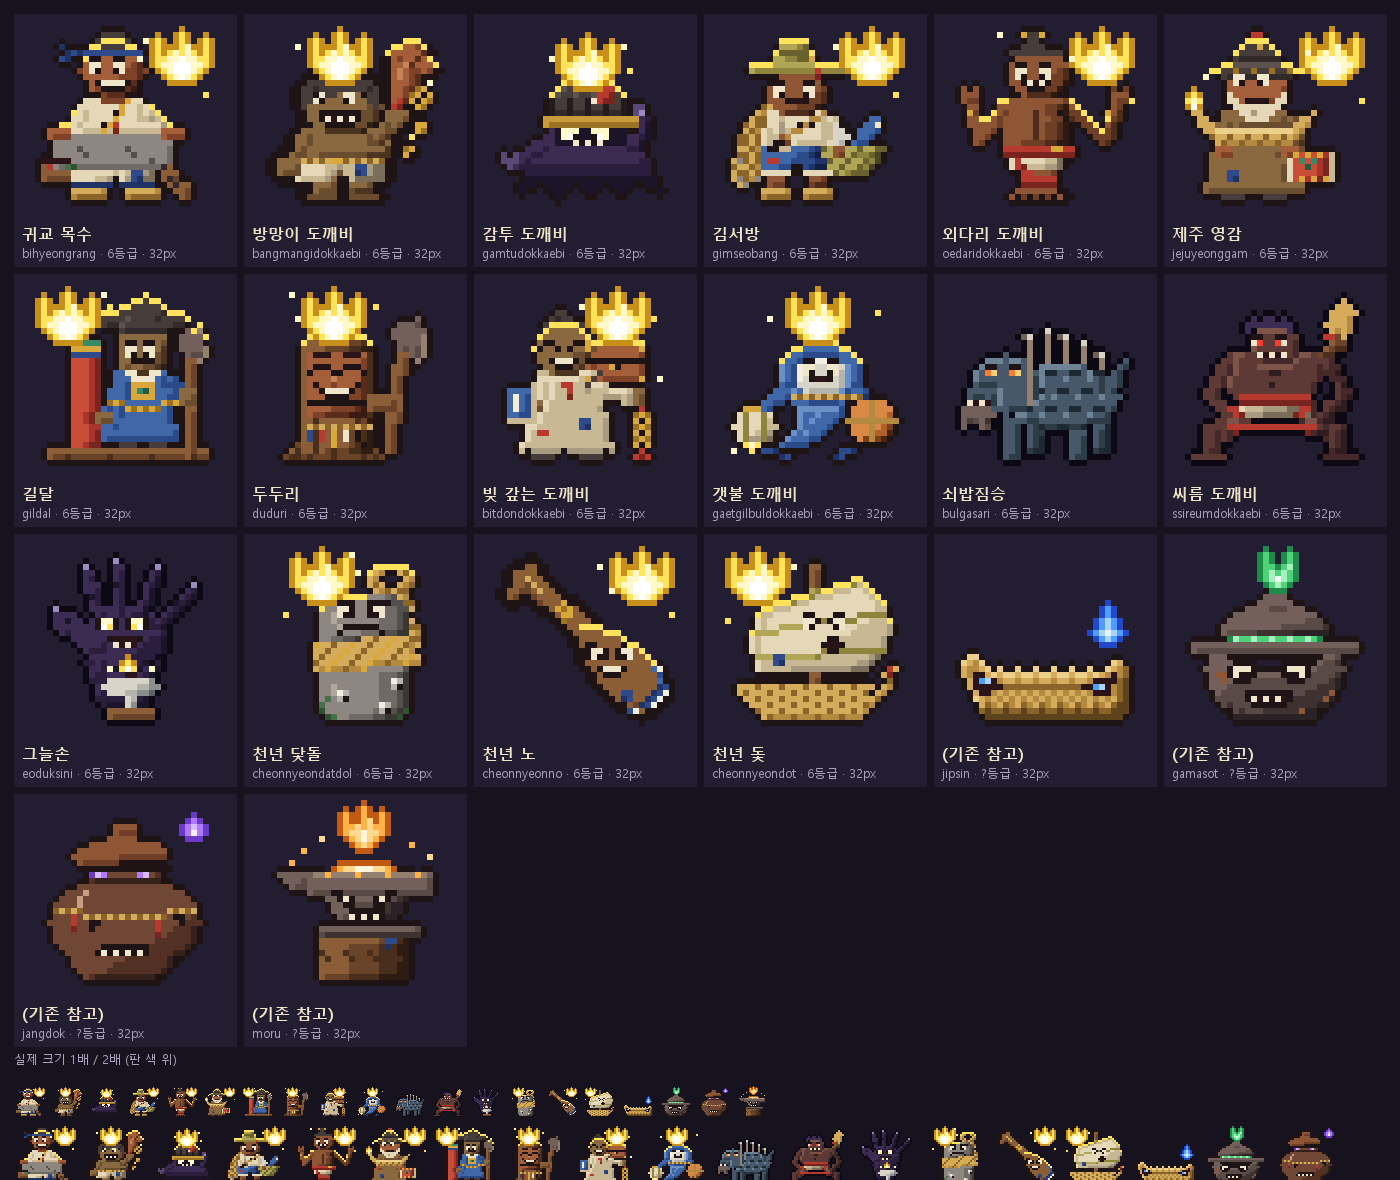 귀교 목수
bihyeongrang · 6등급 · 32px
방망이 도깨비
bangmangidokkaebi · 6등급 · 32px
감투 도깨비
gamtudokkaebi · 6등급 · 32px
김서방
gimseobang · 6등급 · 32px
외다리 도깨비
oedaridokkaebi · 6등급 · 32px
제주 영감
jejuyeonggam · 6등급 · 32px
길달
gildal · 6등급 · 32px
두두리
duduri · 6등급 · 32px
빚 갚는 도깨비
bitdondokkaebi · 6등급 · 32px
갯불 도깨비
gaetgilbuldokkaebi · 6등급 · 32px
쇠밥짐승
bulgasari · 6등급 · 32px
씨름 도깨비
ssireumdokkaebi · 6등급 · 32px
그늘손
eoduksini · 6등급 · 32px
천년 닻돌
cheonnyeondatdol · 6등급 · 32px
천년 노
cheonnyeonno · 6등급 · 32px
천년 돛
cheonnyeondot · 6등급 · 32px
(기존 참고)
jipsin · ?등급 · 32px
(기존 참고)
gamasot · ?등급 · 32px
(기존 참고)
jangdok · ?등급 · 32px
(기존 참고)
moru · ?등급 · 32px
실제 크기 1배 / 2배 (판 색 위)